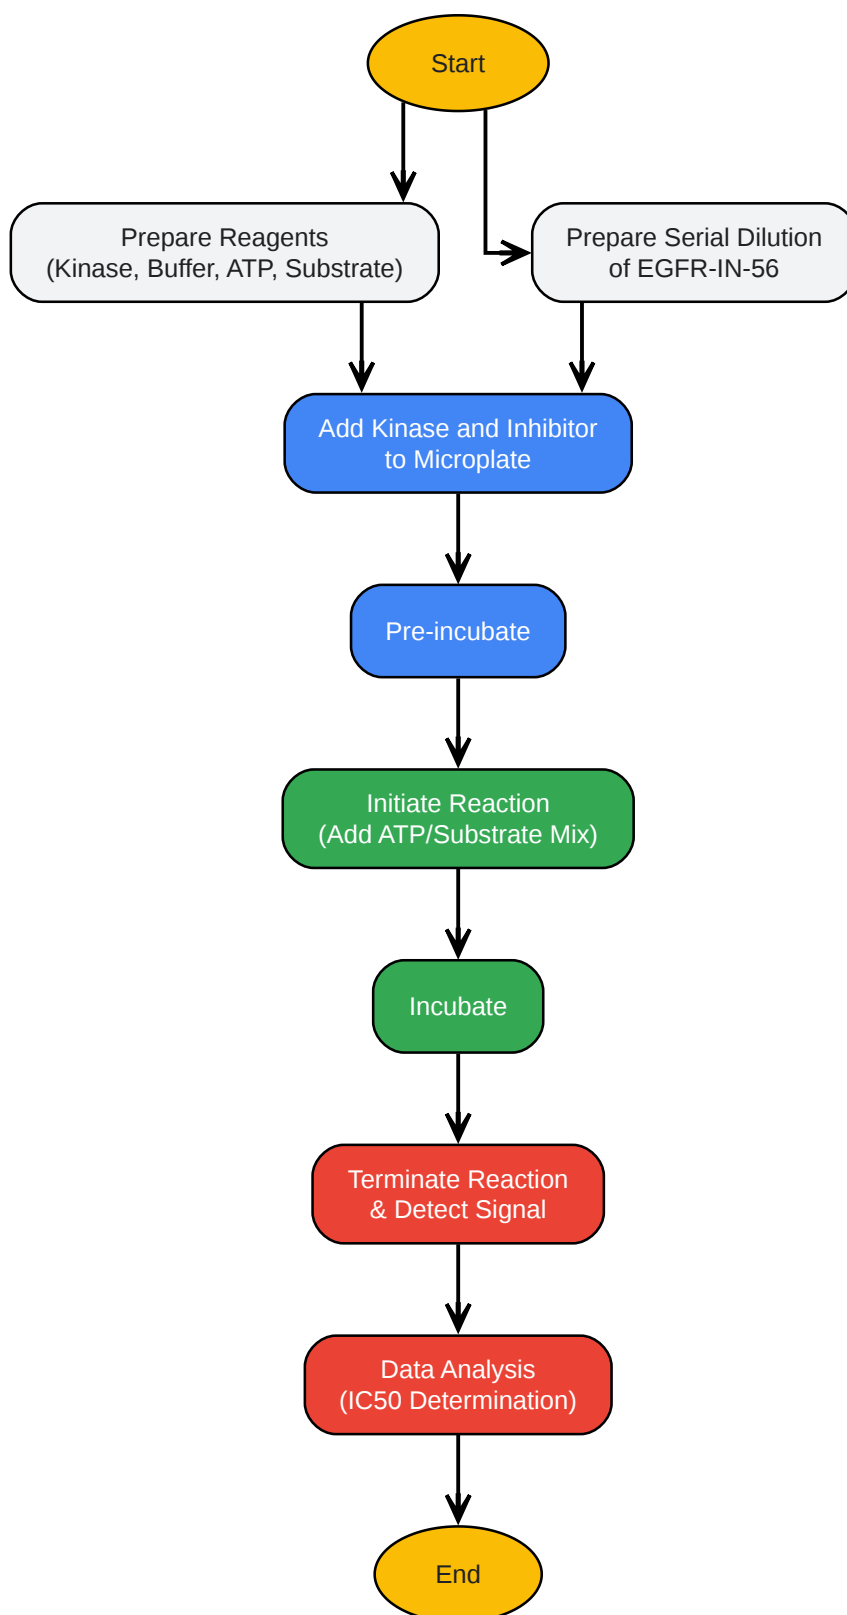 Start
Prepare Reagents
(Kinase, Buffer, ATP, Substrate)
Prepare Serial Dilution
of EGFR-IN-56
Add Kinase and Inhibitor
to Microplate
Pre-incubate
Initiate Reaction
(Add ATP/Substrate Mix)
Incubate
Terminate Reaction
& Detect Signal
Data Analysis
(IC50 Determination)
End